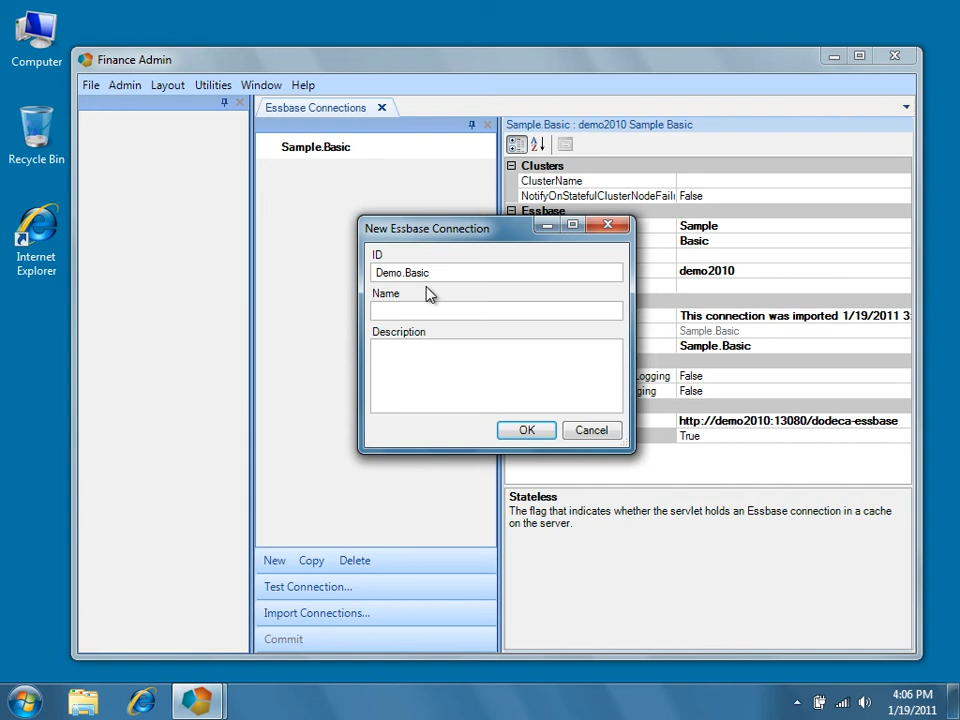 Computer
Recycle Bin
Internet
Explorer
Finance Admin
File Admin Layout Utilities Window Help
Essbase Connections
Sample.Basic
New Copy Delete
Test Connection...
Import Connections...
Commit
Sample.Basic : demo2010 Sample Basic
Clusters
ClusterName
NotifyOnStatefulClusterNodeFailu False
Essbase
Sample
Basic
demo2010
This connection was imported 1/19/2011 3:
Sample.Basic
Sample.Basic
Logging False
ging False
http://demo2010:13080/dodeca-essbase
True
Stateless
The flag that indicates whether the servlet holds an Essbase connection in a cache
on the server.
New Essbase Connection
ID
Demo.Basic
Name
Description
OK Cancel
4:06 PM
1/19/2011